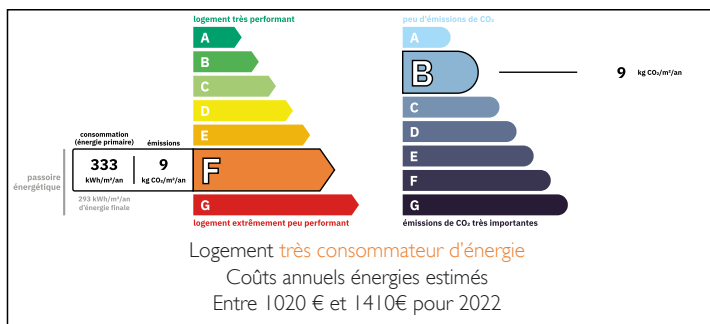 logement très performant
A
B
C
D
E
consommation
(énergie primaire)
émissions
333
kWh/m²/an
9
kg CO₂/m²/an
F
passoire
énergétique
293 kWh/m²/an
d'énergie finale
G
logement extrêmement peu performant
peu d'émissions de CO₂
A
B
9 kg CO₂/m²/an
C
D
E
F
G
émissions de CO₂ très importantes
Logement très consommateur d'énergie
Coûts annuels énergies estimés
Entre 1020 € et 1410€ pour 2022